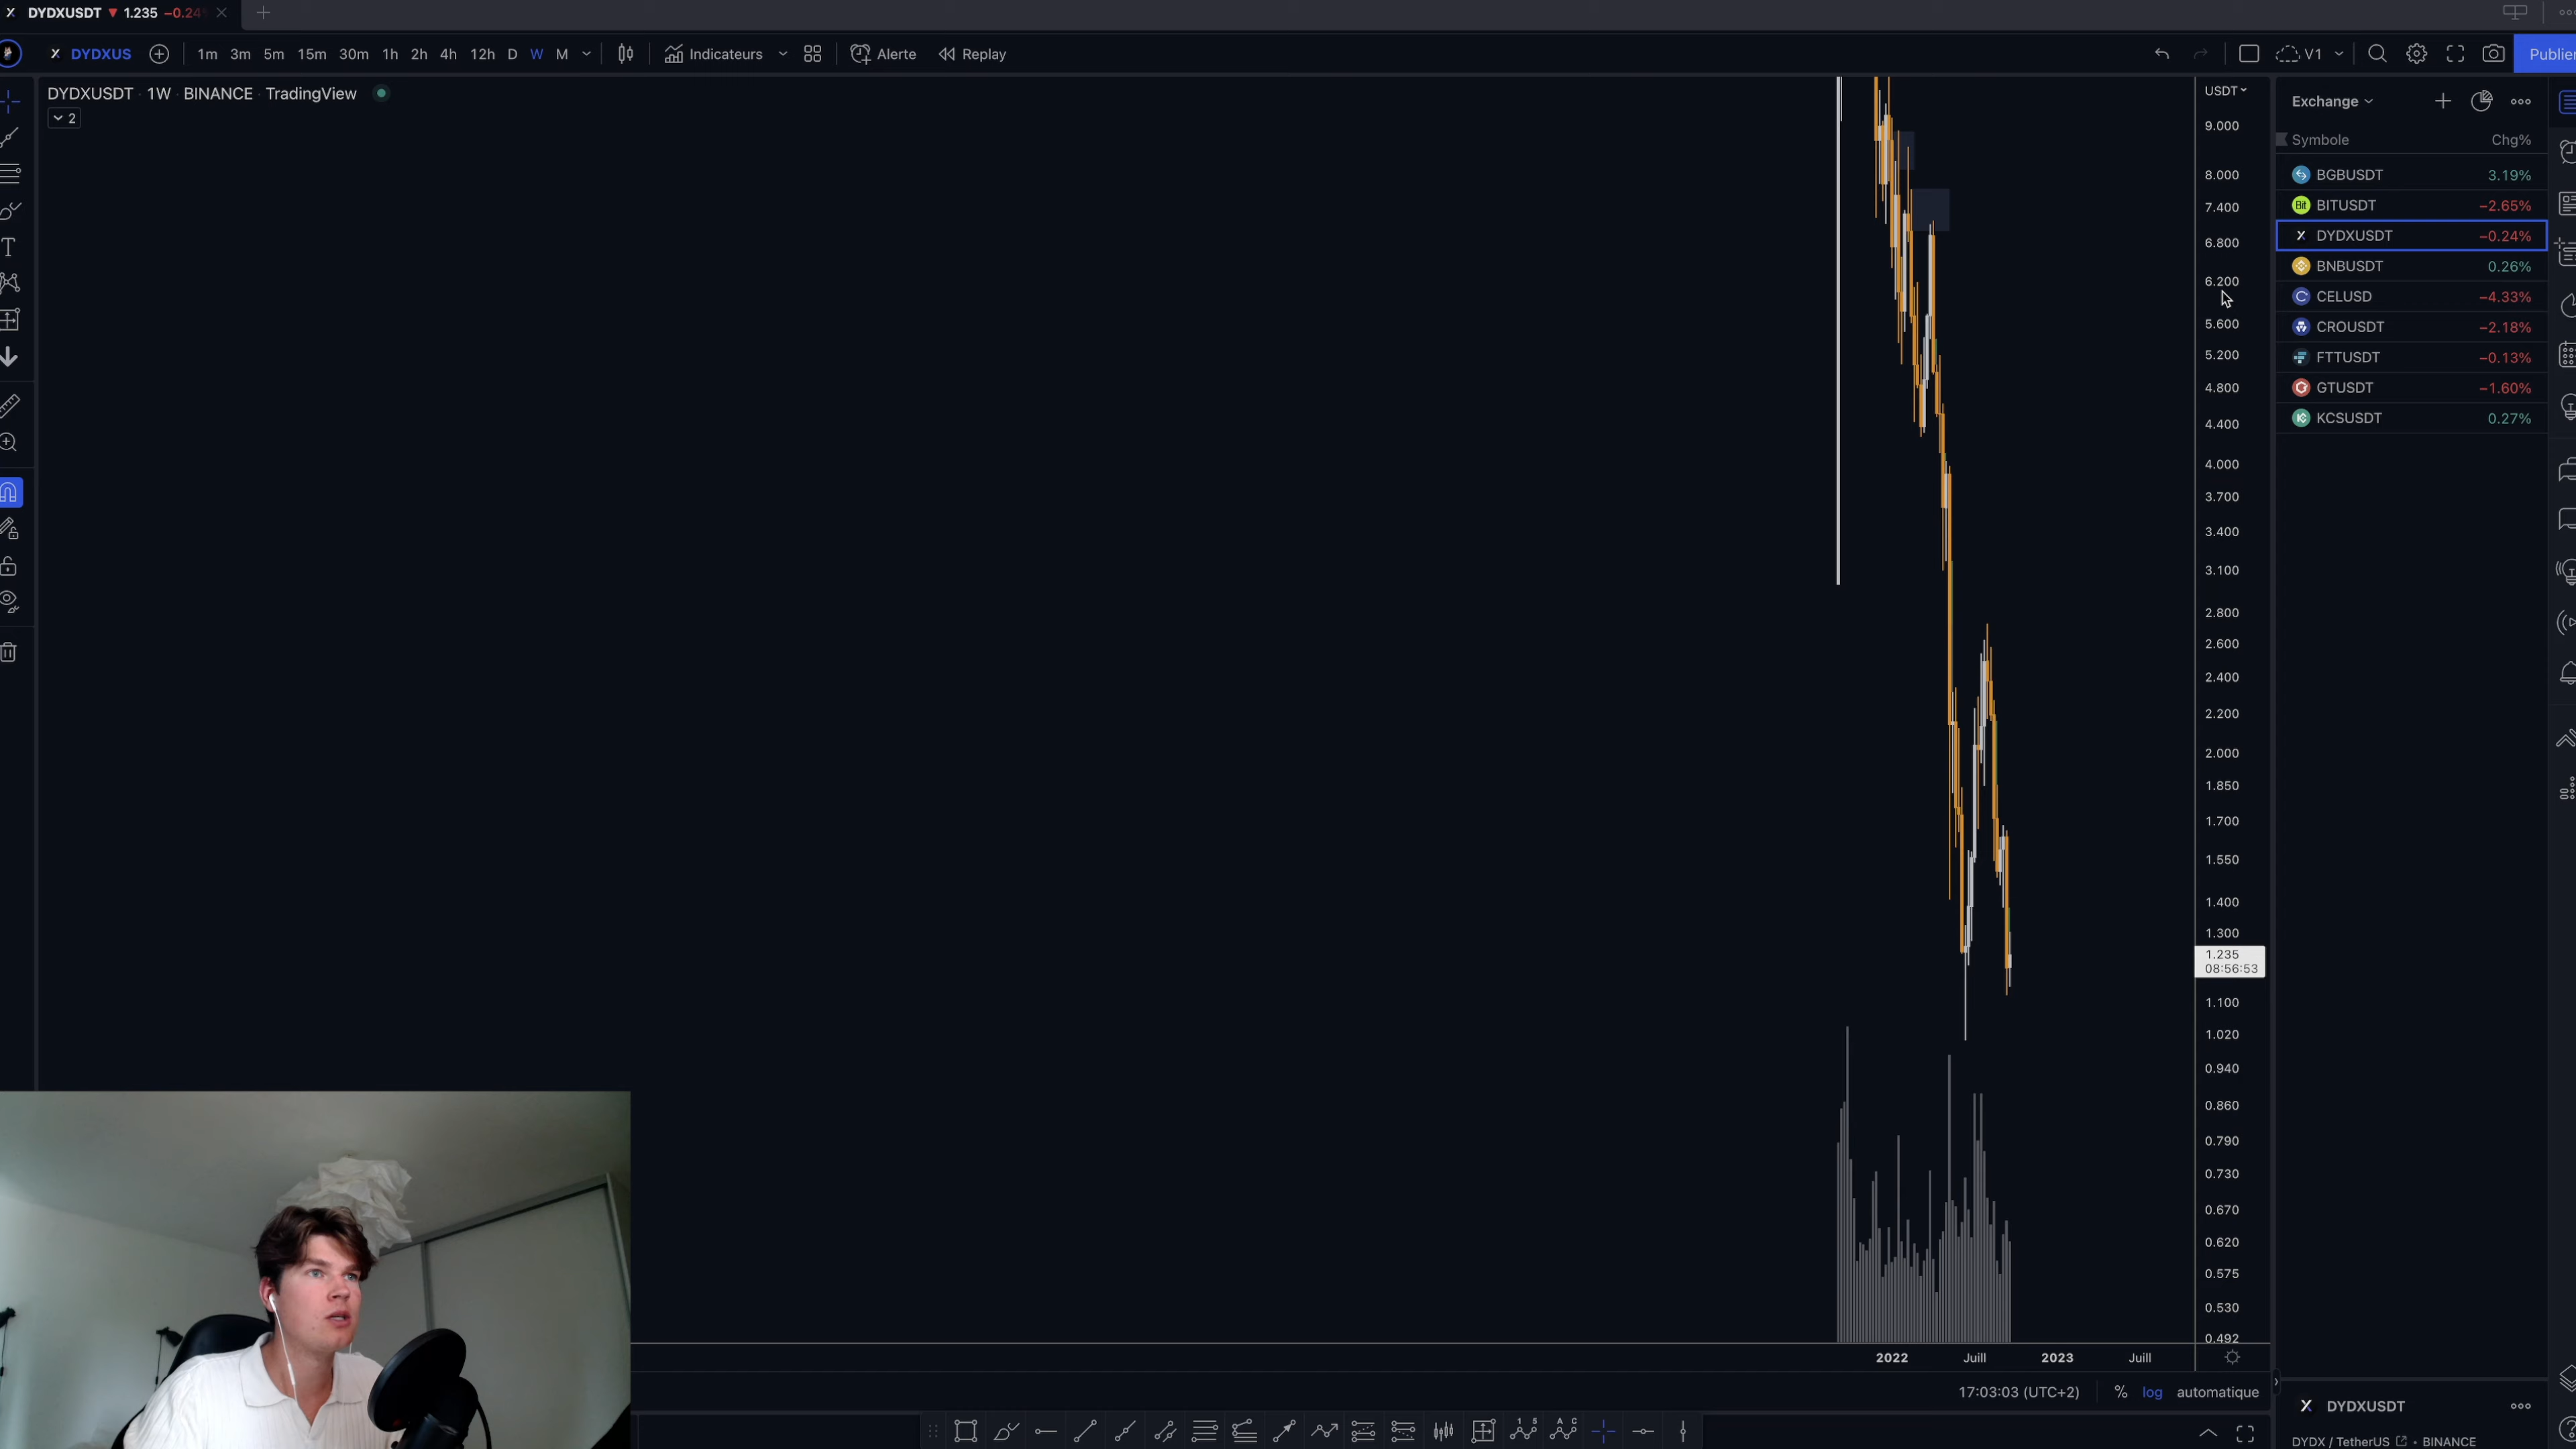 DYDXUSDT ▼ 1.235 −0.24
DYDXUS 1m 3m 5m 15m 30m 1h 2h 4h 12h D W M Indicateurs Alerte Replay V1 Publier
DYDXUSDT · 1W · BINANCE · TradingView
2
USDT
9.000
8.000
7.400
6.800
6.200
5.600
5.200
4.800
4.400
4.000
3.700
3.400
3.100
2.800
2.600
2.400
2.200
2.000
1.850
1.700
1.550
1.400
1.300
1.235
08:56:53
1.100
1.020
0.940
0.860
0.790
0.730
0.670
0.620
0.575
0.530
0.492
2022 Juill 2023 Juill
17:03:03 (UTC+2) % log automatique
Exchange
Symbole Chg%
BGBUSDT 3.19%
Bit BITUSDT −2.65%
DYDXUSDT −0.24%
BNBUSDT 0.26%
CELUSD −4.33%
CROUSDT −2.18%
FTTUSDT −0.13%
GTUSDT −1.60%
KCSUSDT 0.27%
DYDXUSDT
DYDX / TetherUS • BINANCE